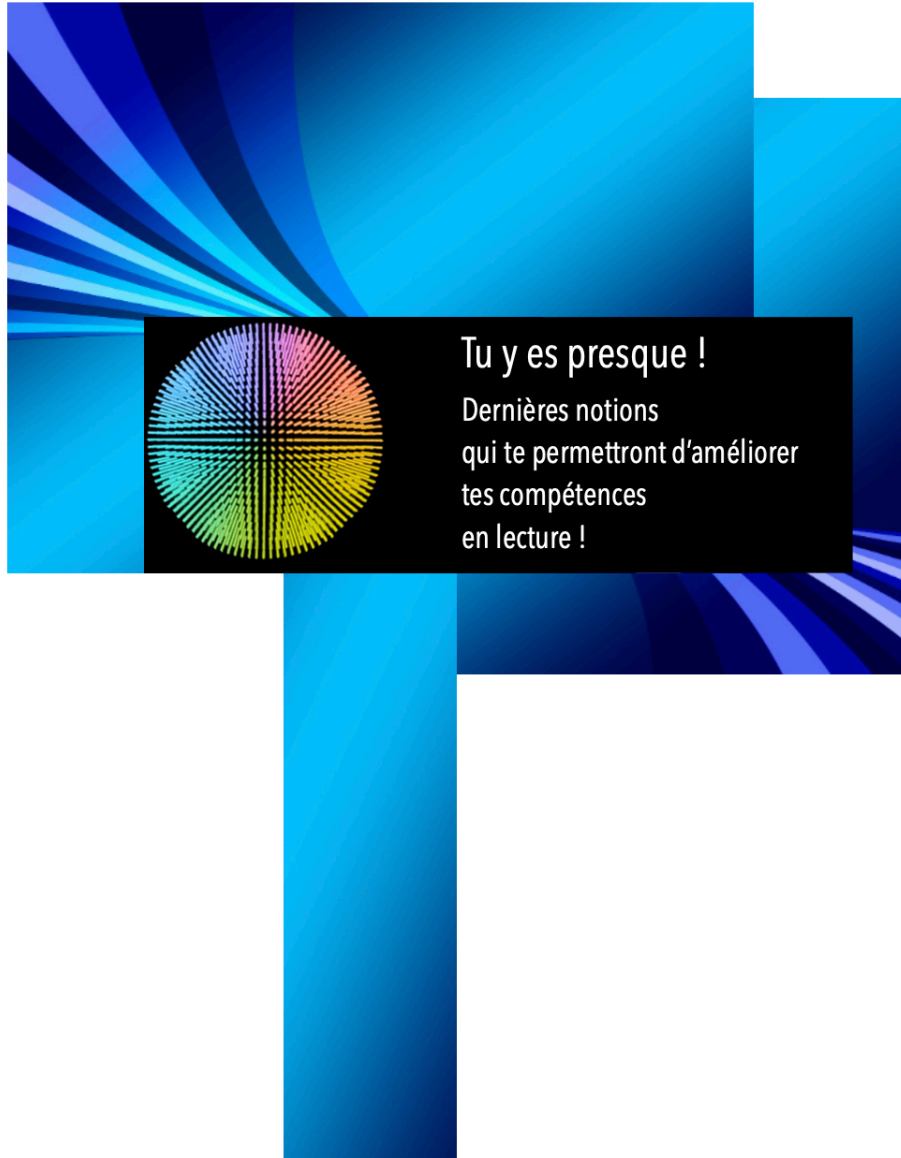 Tu y es presque !
Dernières notions
qui te permettront d’améliorer
tes compétences
en lecture !